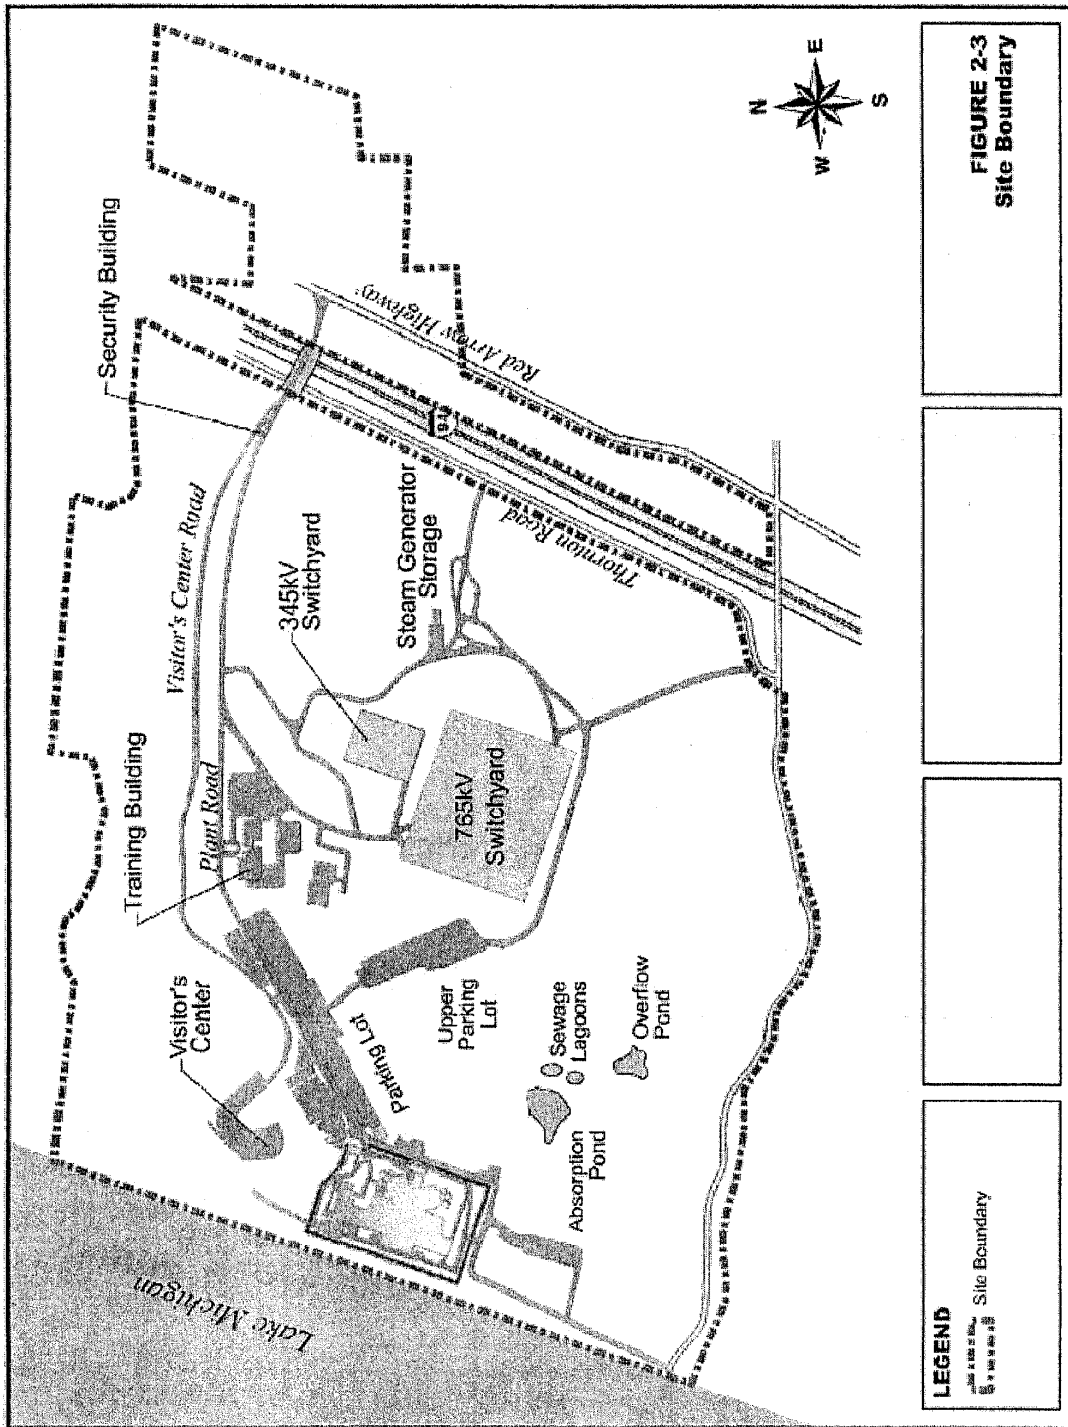 FIGURE 2-3
Site Boundary
N
E
S
W
Security Building
Visitor's Center Road
Red Arrow Highway
94
Thornton Road
345kV
Switchyard
Steam Generator
Storage
Training Building
Plant Road
765kV
Switchyard
Visitor's
Center
Parking Lot
Upper
Parking
Lot
Sewage
Lagoons
Overflow
Pond
Absorption
Pond
Lake Michigan
LEGEND
Site Boundary